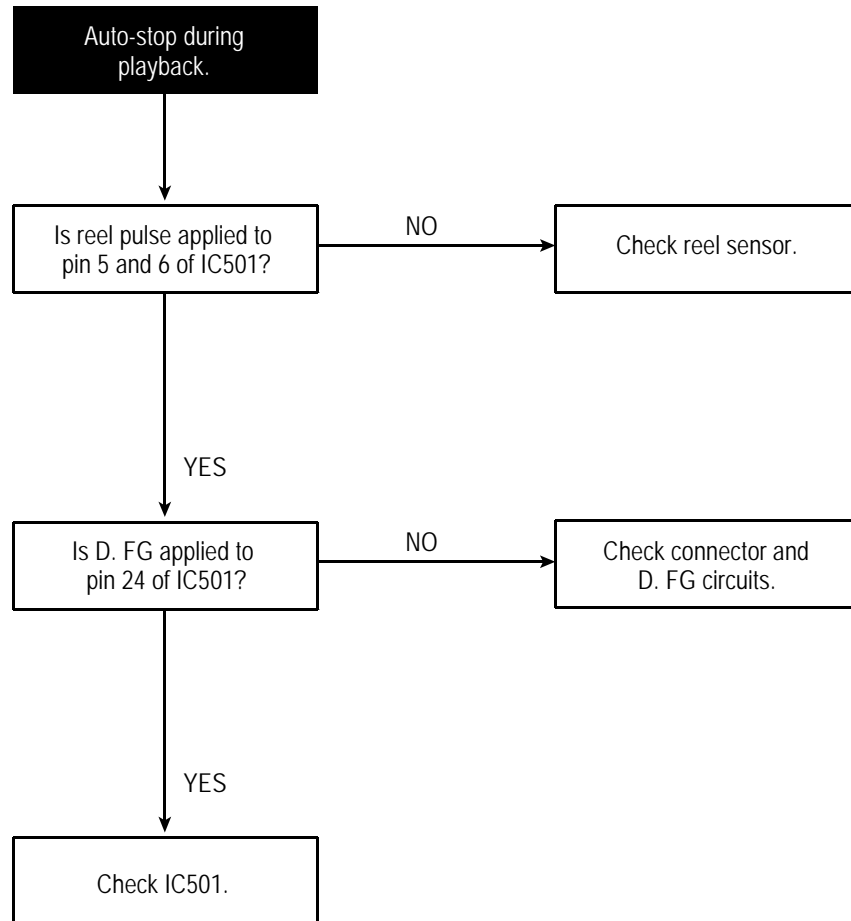 Auto-stop during
playback.
Is reel pulse applied to
pin 5 and 6 of IC501?
NO
Check reel sensor.
YES
Is D. FG applied to
pin 24 of IC501?
NO
Check connector and
D. FG circuits.
YES
Check IC501.